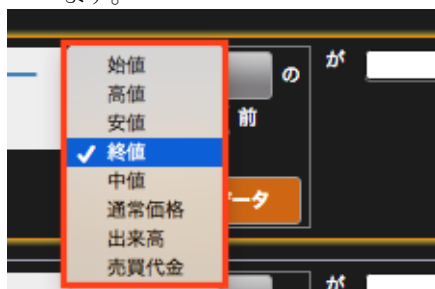 ます。
始値
高値
安値
✓ 終値
中値
通常価格
出来高
売買代金
の
が
前
ータ
が